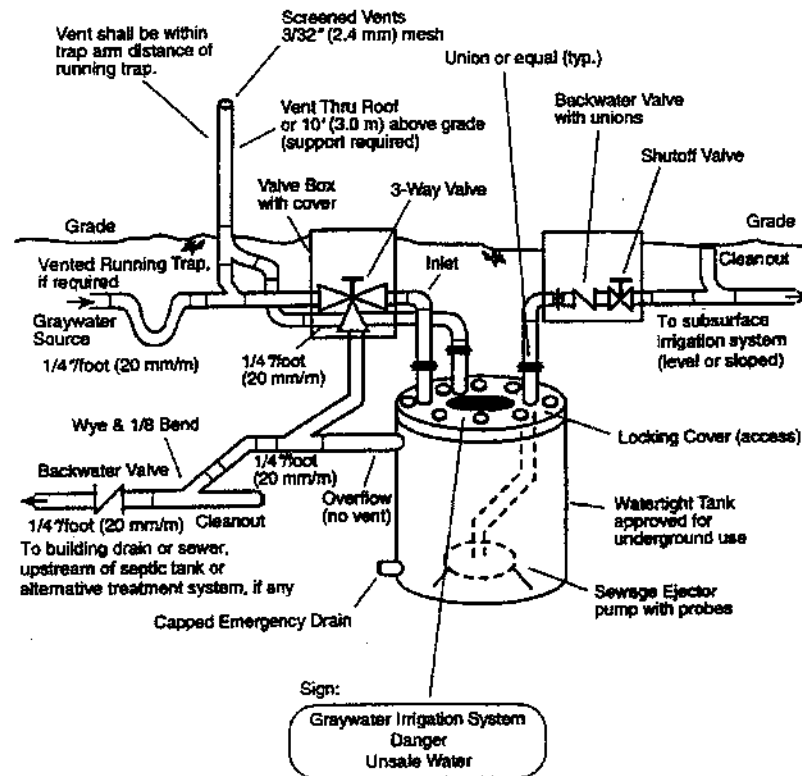 Screened Vents
3/32" (2.4 mm) mesh
Vent shall be within
trap arm distance of
running trap.
Union or equal (typ.)
Backwater Valve
with unions
Vent Thru Roof
or 10' (3.0 m) above grade
(support required)
Shutoff Valve
Valve Box
with cover
3-Way Valve
Grade
Grade
Vented Running Trap,
if required
Inlet
Cleanout
Graywater
Source
1/4"/foot (20 mm/m)
1/4"/foot
(20 mm/m)
To subsurface
irrigation system
(level or sloped)
Wye & 1/8 Bend
Locking Cover (access)
Backwater Valve
1/4"/foot
(20 mm/m)
Overflow
(no vent)
Cleanout
1/4"/foot (20 mm/m)
Watertight Tank
approved for
underground use
To building drain or sewer,
upstream of septic tank or
alternative treatment system, if any
Sewage Ejector
pump with probes
Capped Emergency Drain
Sign:
Graywater Irrigation System
Danger
Unsale Water